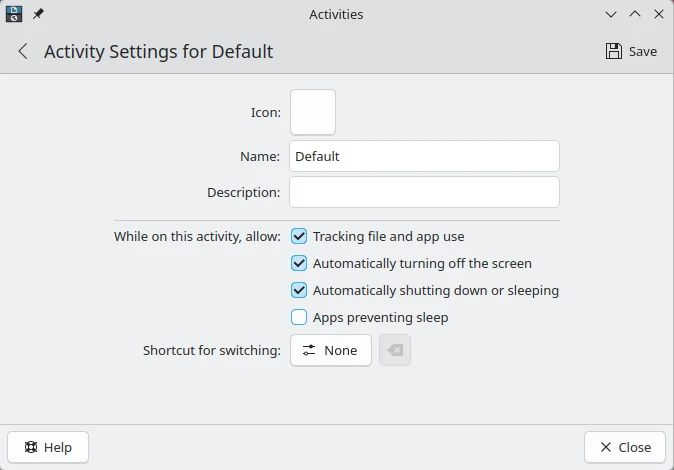 Activities
Activity Settings for Default
Save
Icon:
Name: Default
Description:
While on this activity, allow: Tracking file and app use
Automatically turning off the screen
Automatically shutting down or sleeping
Apps preventing sleep
Shortcut for switching: None
Help
Close